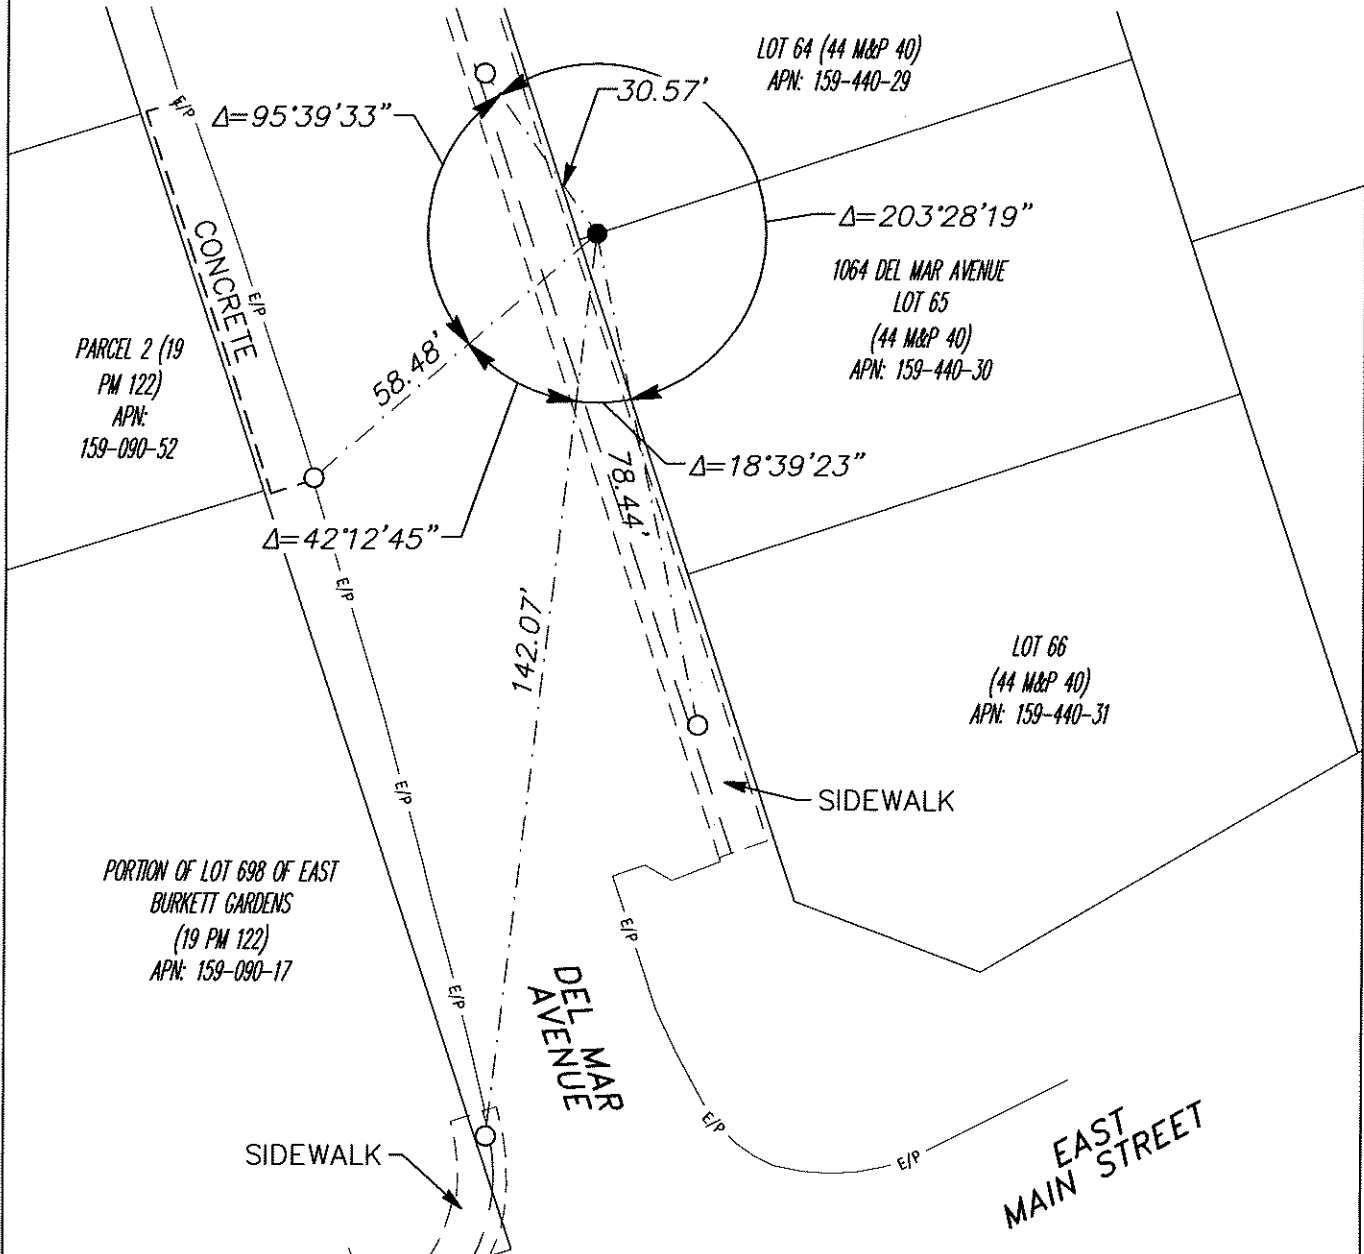 LOT 64 (44 M&P 40)
APN: 159-440-29
30.57'
E/P
Δ=95°39'33"
Δ=203°28'19"
CONCRETE
E/P
1064 DEL MAR AVENUE
LOT 65
(44 M&P 40)
APN: 159-440-30
PARCEL 2 (19
PM 122)
APN:
159-090-52
58.48'
Δ=18°39'23"
78.44'
Δ=42°12'45"
E/P
142.07'
LOT 66
(44 M&P 40)
APN: 159-440-31
E/P
SIDEWALK
PORTION OF LOT 698 OF EAST
BURKETT GARDENS
(19 PM 122)
APN: 159-090-17
E/P
E/P
DEL MAR
AVENUE
E/P
E/P
SIDEWALK
EAST
MAIN STREET